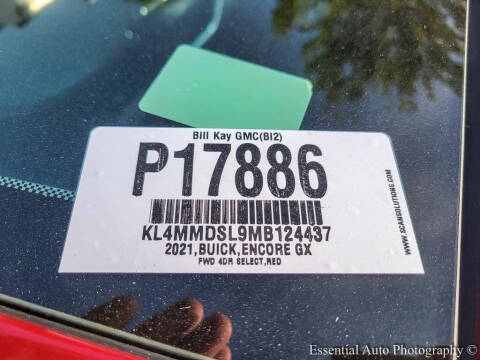 Bill Kay GMC(BI2)
P17886
KL4MMDSL9MB124437
2021,BUICK,ENCORE GX
FWD 4DR SELECT,RED
WWW.SCANSOLUTIONS.COM
Essential Auto Photography ©